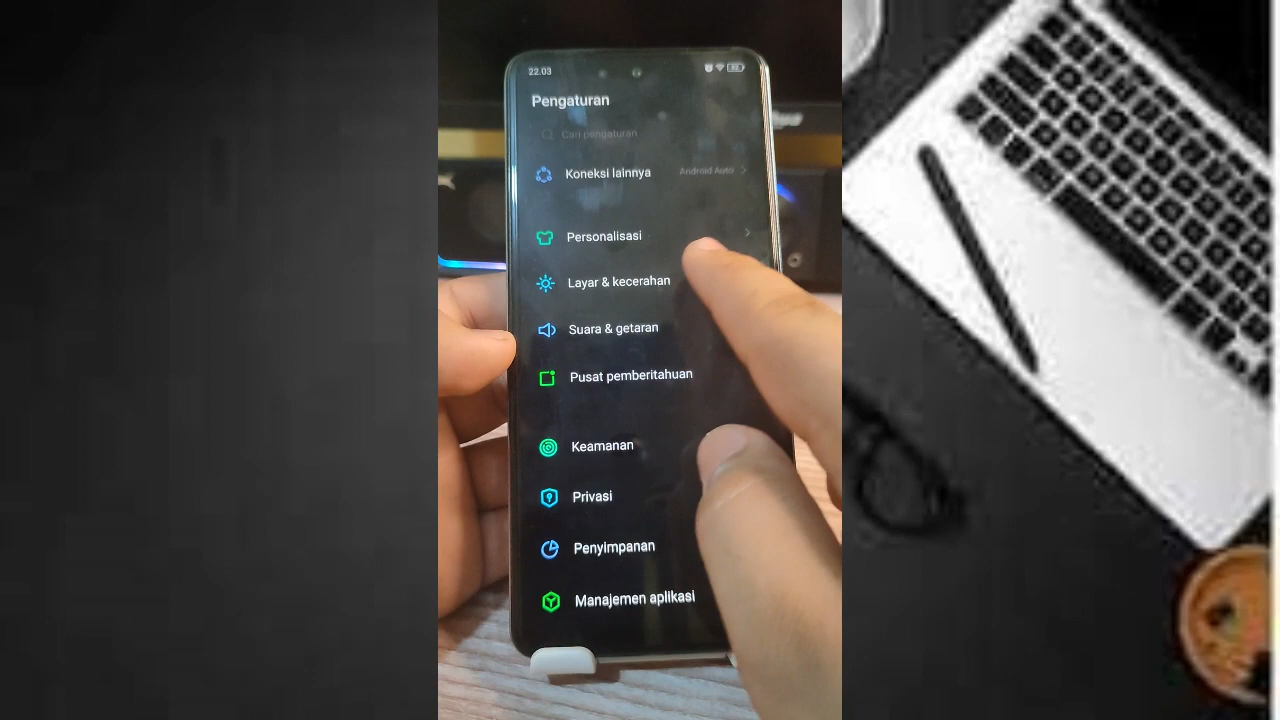 22.03
Pengaturan
Cari pengaturan
Koneksi lainnya
Android Auto
Personalisasi
Layar & kecerahan
Suara & getaran
Pusat pemberitahuan
Keamanan
Privasi
Penyimpanan
Manajemen aplikasi